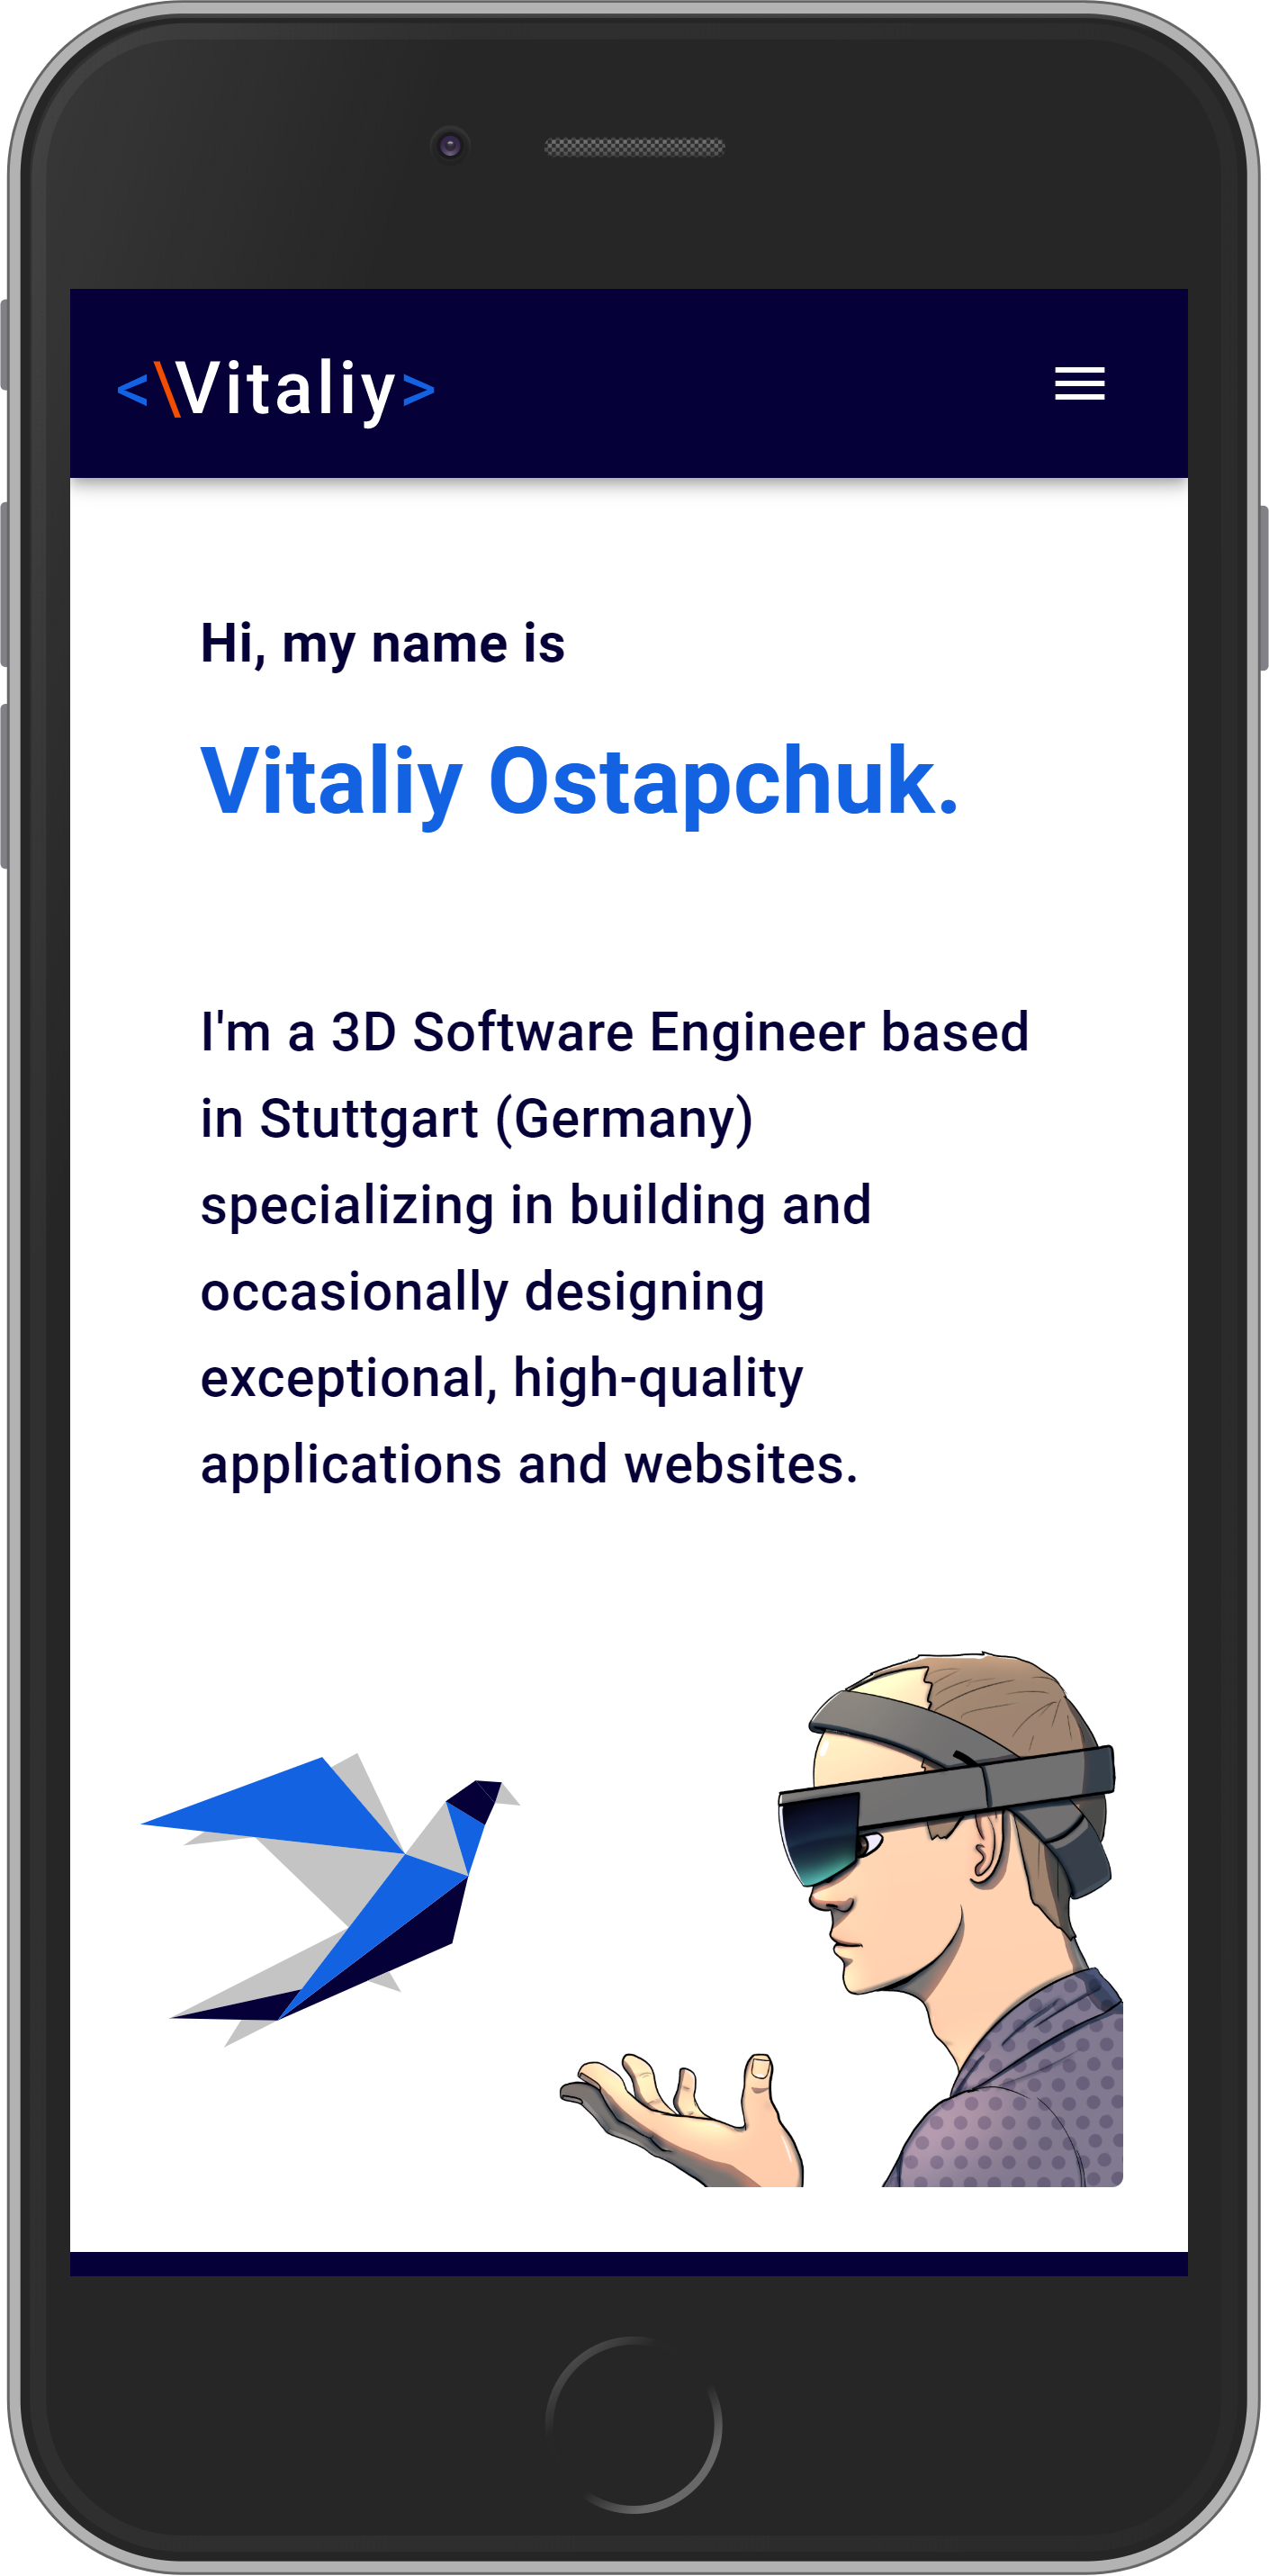 <\Vitaliy>
Hi, my name is
Vitaliy Ostapchuk.
I'm a 3D Software Engineer based
in Stuttgart (Germany)
specializing in building and
occasionally designing
exceptional, high-quality
applications and websites.